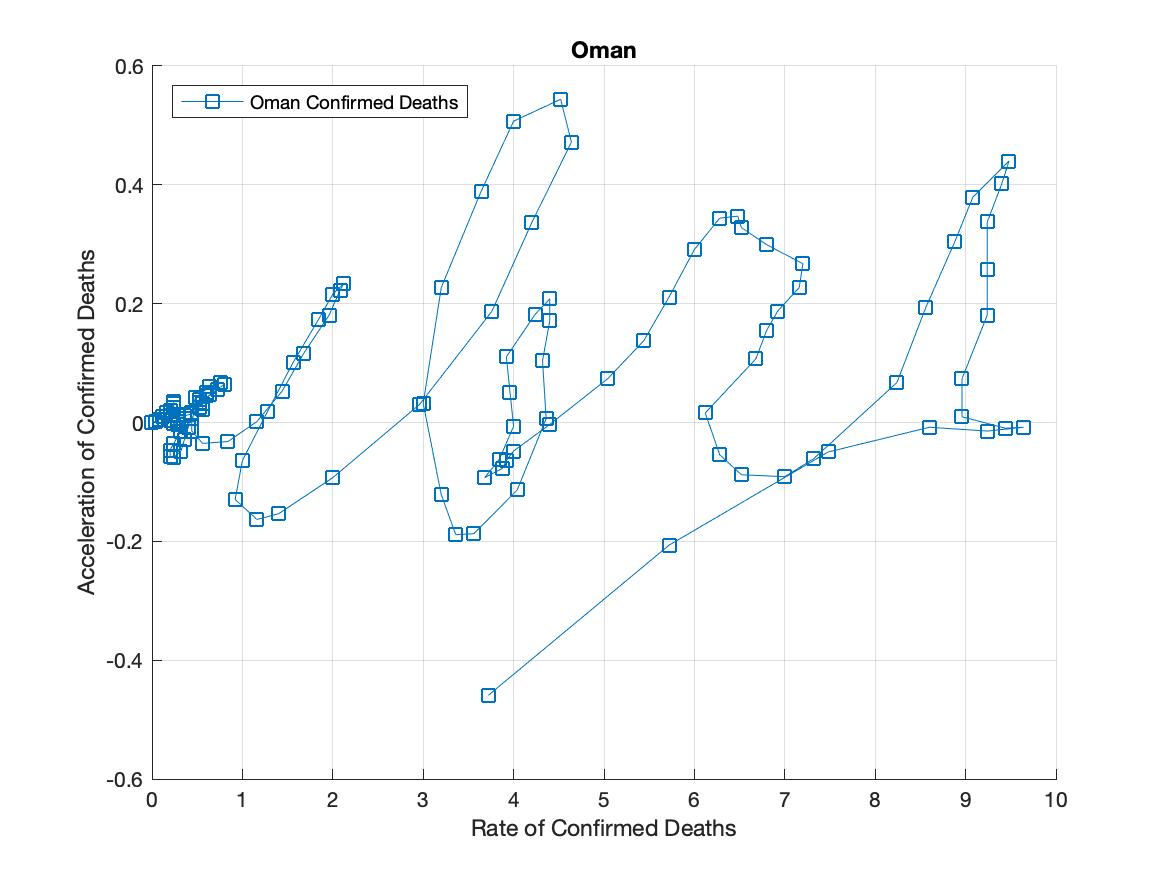 Oman
Oman Confirmed Deaths
Acceleration of Confirmed Deaths
0.6
0.4
0.2
0
-0.2
-0.4
-0.6
0 1 2 3 4 5 6 7 8 9 10
Rate of Confirmed Deaths